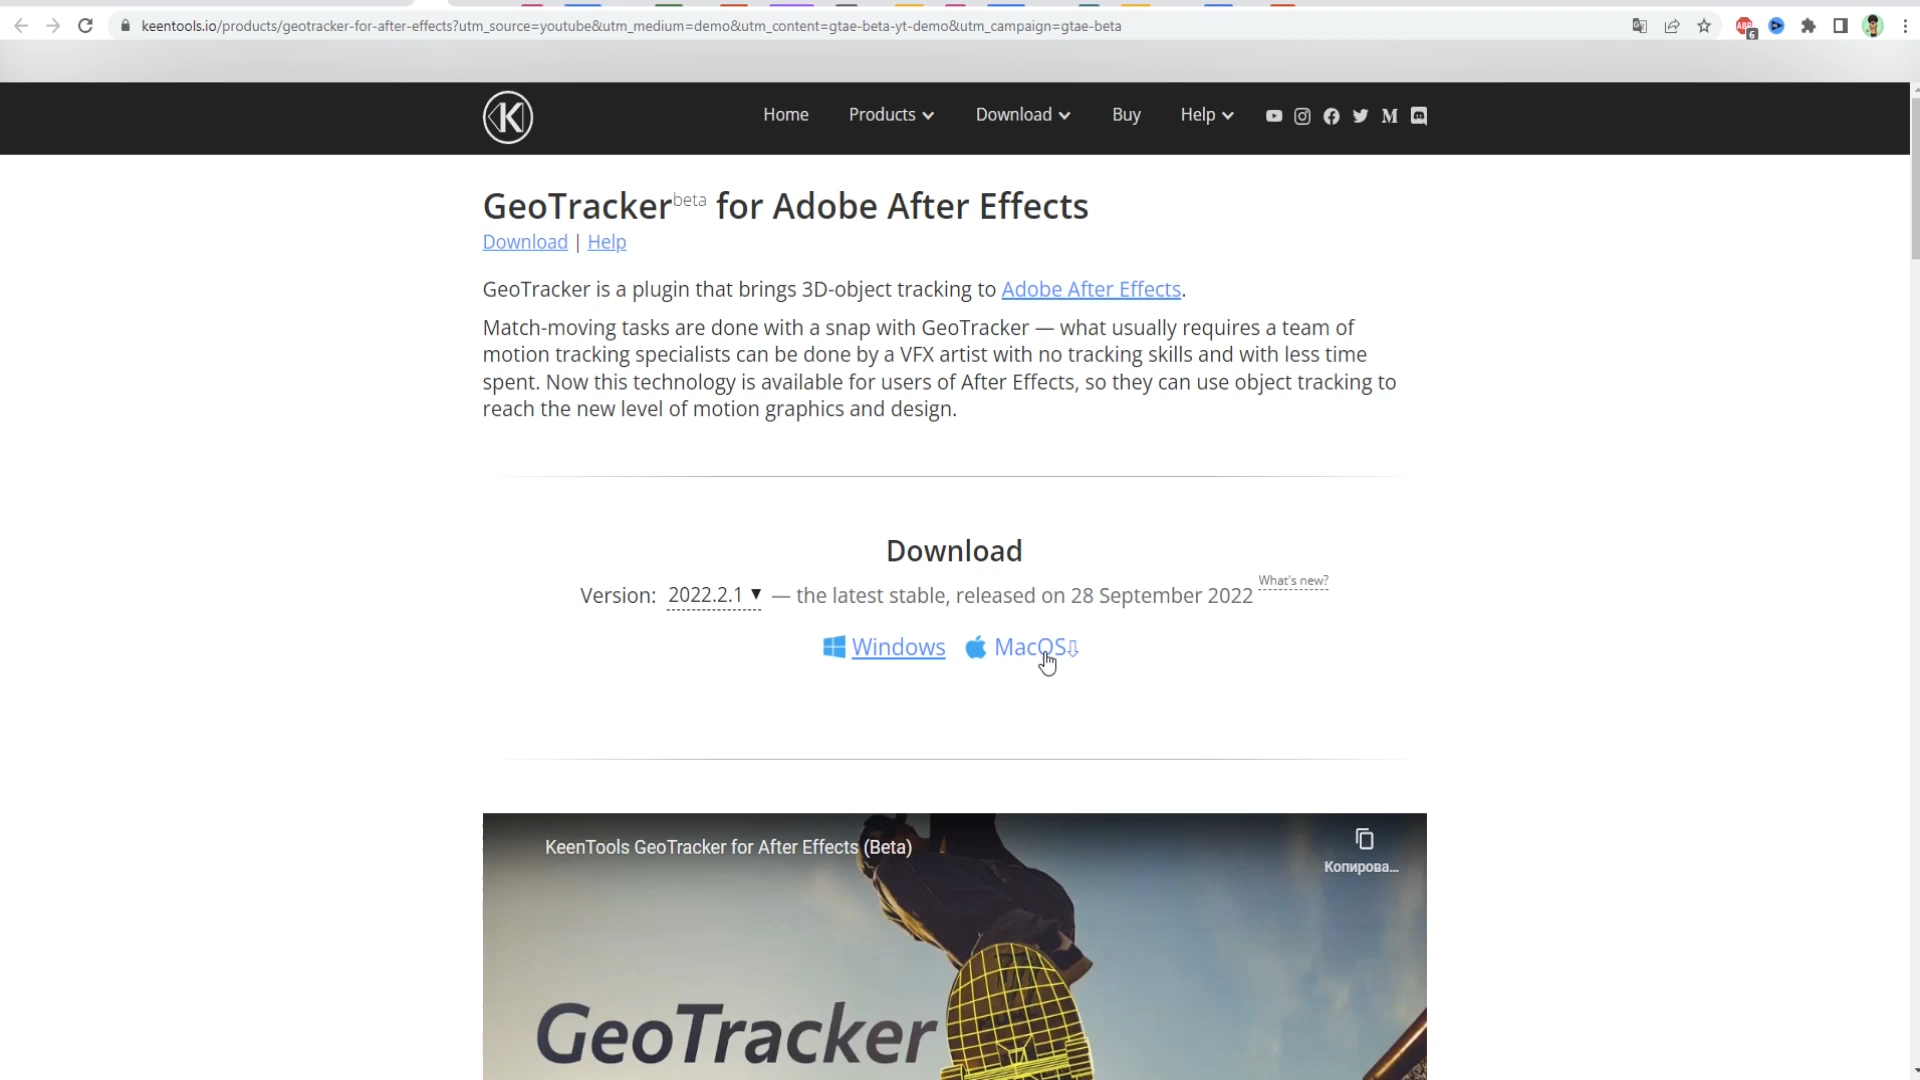 keentools.io/products/geotracker-for-after-effects?utm_source=youtube&utm_medium=demo&utm_content=gtae-beta-yt-demo&utm_campaign=gtae-beta
ABP
6
K
Home
Products
Download
Buy
Help
M
GeoTracker beta for Adobe After Effects
Download | Help
GeoTracker is a plugin that brings 3D-object tracking to Adobe After Effects.
Match-moving tasks are done with a snap with GeoTracker — what usually requires a team of
motion tracking specialists can be done by a VFX artist with no tracking skills and with less time
spent. Now this technology is available for users of After Effects, so they can use object tracking to
reach the new level of motion graphics and design.
Download
Version: 2022.2.1 ▼ — the latest stable, released on 28 September 2022 What's new?
Windows MacOS⇩
KeenTools GeoTracker for After Effects (Beta)
Копирова...
GeoTracker